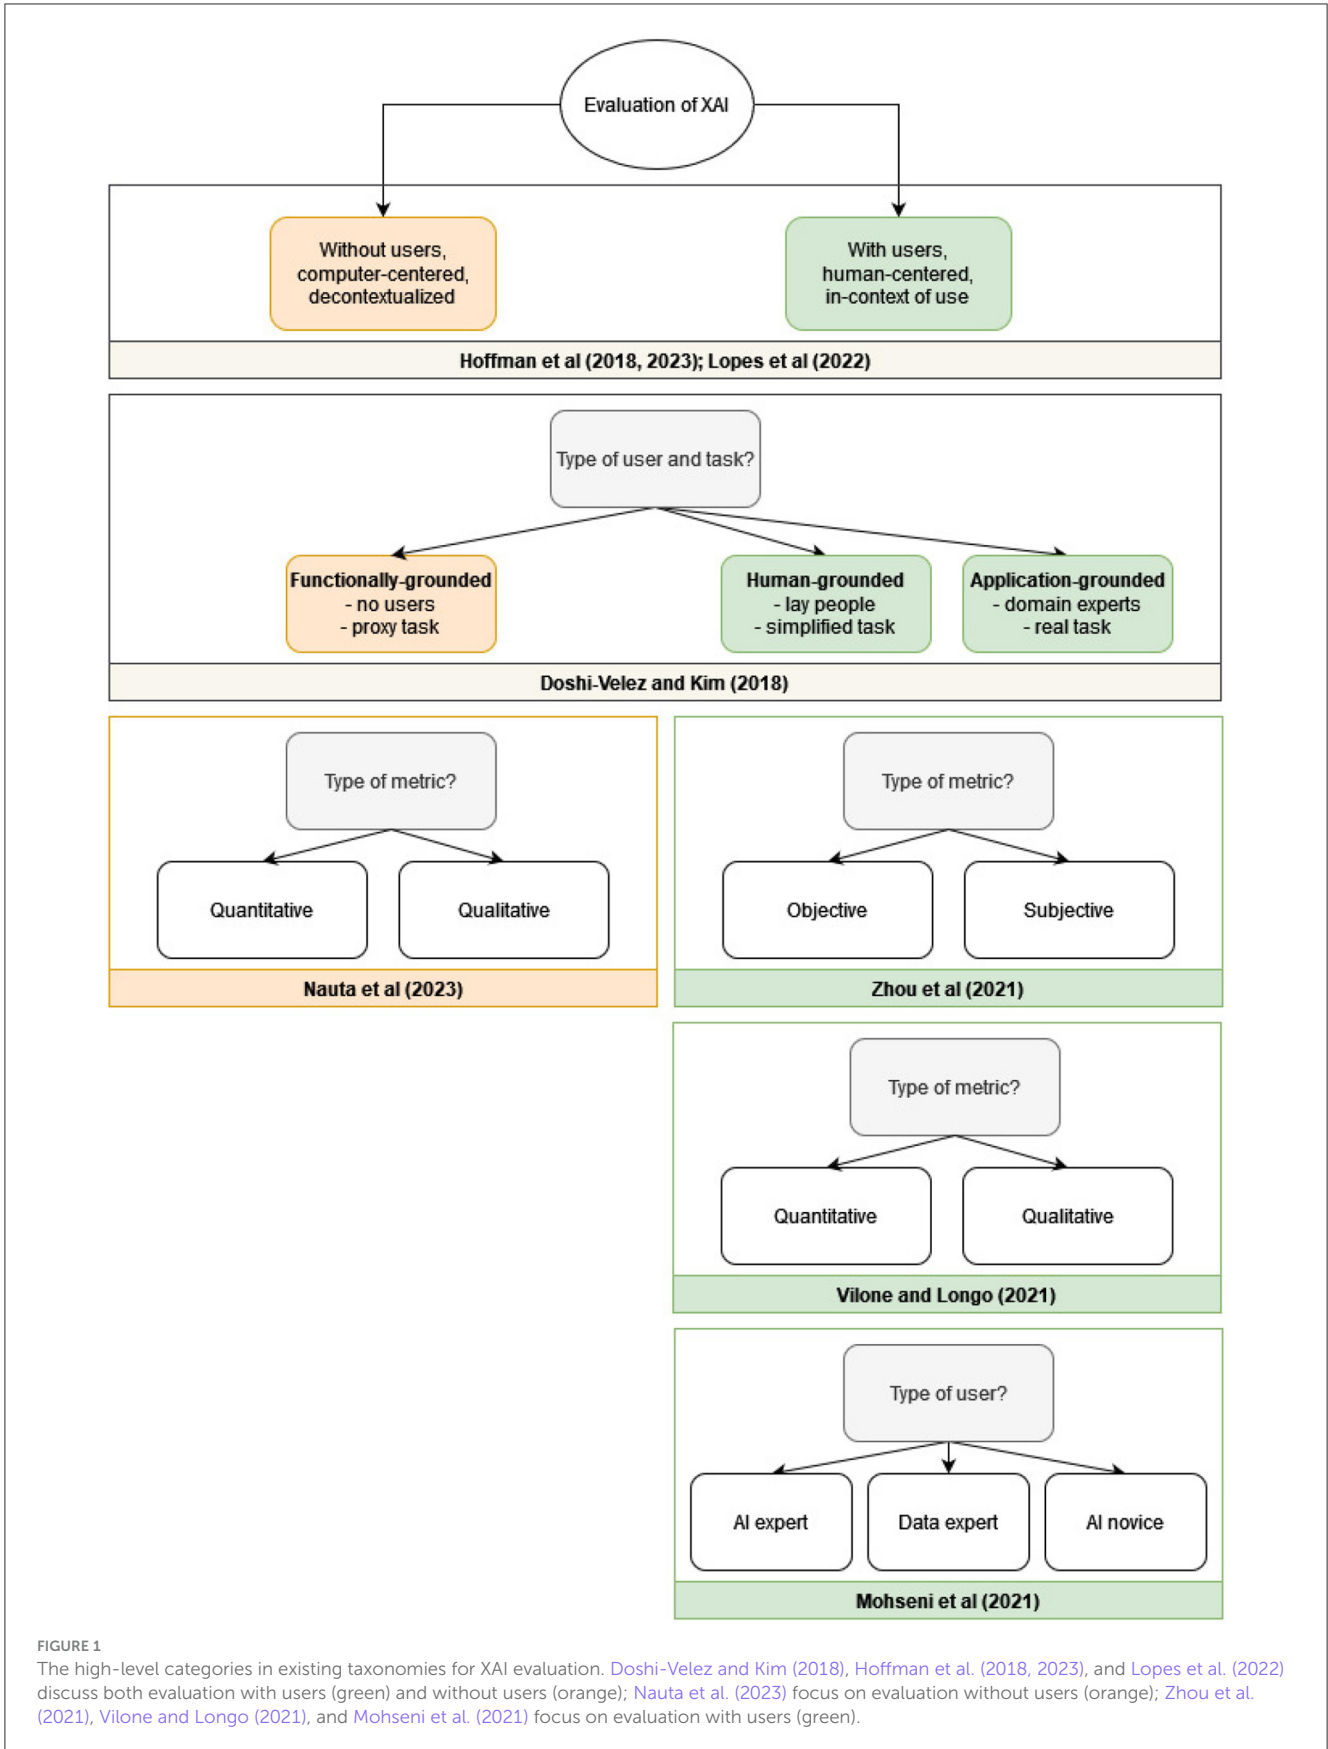 Evaluation of XAI
Without users,
computer-centered,
decontextualized
With users,
human-centered,
in-context of use
Hoffman et al (2018, 2023); Lopes et al (2022)
Type of user and task?
Functionally-grounded
- no users
- proxy task
Human-grounded
- lay people
- simplified task
Application-grounded
- domain experts
- real task
Doshi-Velez and Kim (2018)
Type of metric?
Quantitative
Qualitative
Nauta et al (2023)
Type of metric?
Objective
Subjective
Zhou et al (2021)
Type of metric?
Quantitative
Qualitative
Vilone and Longo (2021)
Type of user?
AI expert
Data expert
AI novice
Mohseni et al (2021)
FIGURE 1
The high-level categories in existing taxonomies for XAI evaluation. Doshi-Velez and Kim (2018), Hoffman et al. (2018, 2023), and Lopes et al. (2022)
discuss both evaluation with users (green) and without users (orange); Nauta et al. (2023) focus on evaluation without users (orange); Zhou et al.
(2021), Vilone and Longo (2021), and Mohseni et al. (2021) focus on evaluation with users (green).